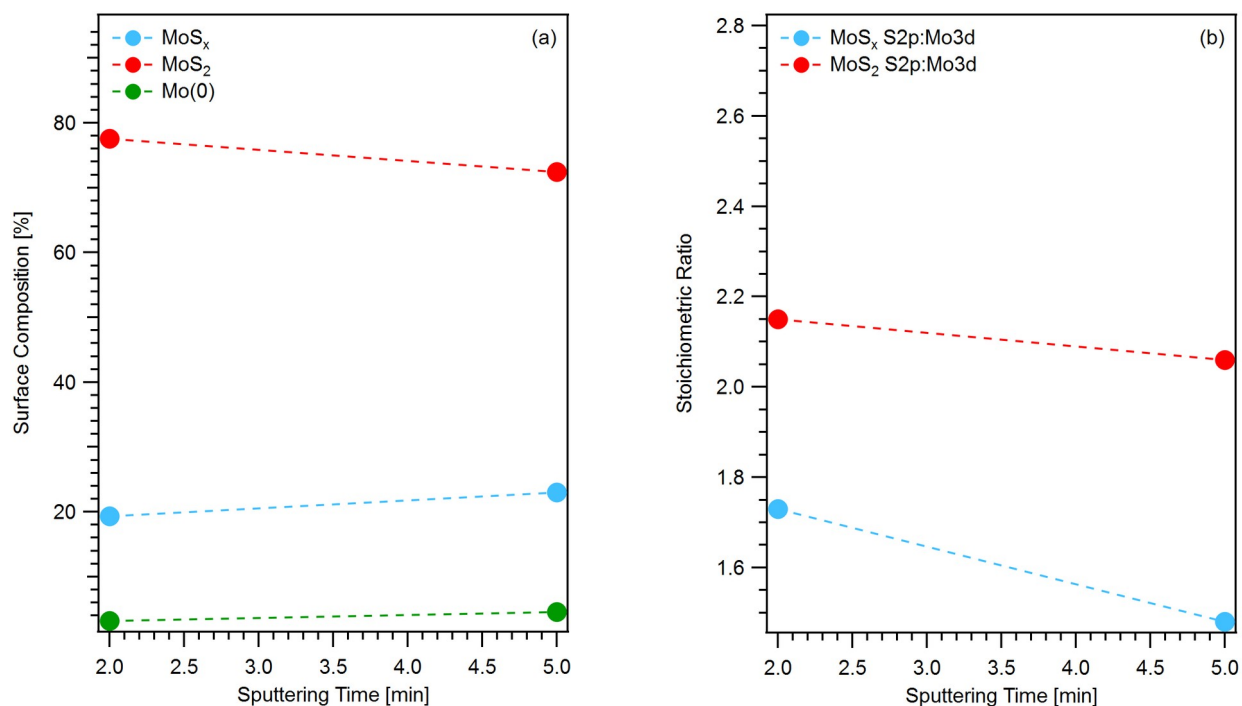 MoSx
MoS2
Mo(0)
(a)
80
60
40
20
Surface Composition [%]
2.0 2.5 3.0 3.5 4.0 4.5 5.0
Sputtering Time [min]
MoSx S2p:Mo3d
MoS2 S2p:Mo3d
(b)
2.8
2.6
2.4
2.2
2.0
1.8
1.6
Stoichiometric Ratio
2.0 2.5 3.0 3.5 4.0 4.5 5.0
Sputtering Time [min]